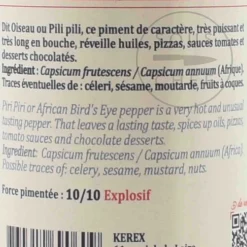 Dit Oiseau ou Pili pili, ce piment de caractère, très puissant et
très long en bouche, réveille huiles, pizzas, sauces tomates et
desserts chocolatés.
Ingrédient : Capsicum frutescens / Capsicum annuum (Afrique).
Traces éventuelles de : céleri, sésame, moutarde, fruits à coques.
Piri Piri or African Bird's Eye pepper is a very hot and unusual
tasting pepper. That leaves a lasting taste, spices up oils, pizzas,
tomato sauces and chocolate desserts.
Ingredient: Capsicum frutescens / Capsicum annuum (Africa).
Possible traces of: celery, sesame, mustard, nuts.
Force pimentée : 10/10 Explosif
KEREX